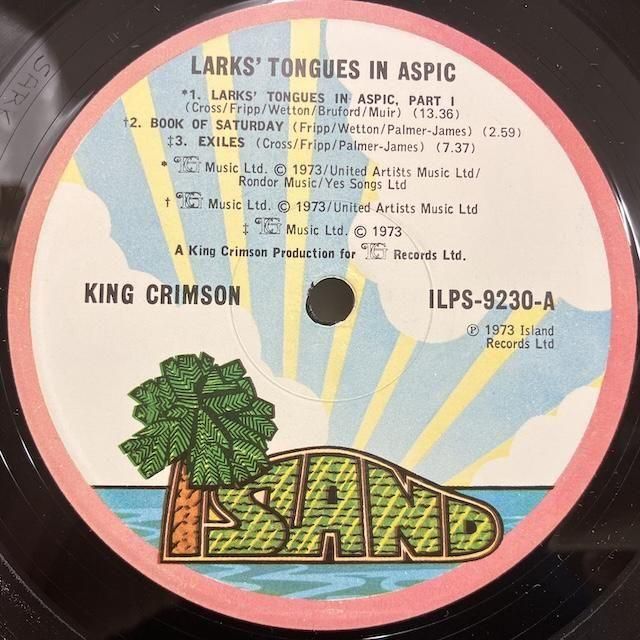 LARKS' TONGUES IN ASPIC
*1. LARKS' TONGUES IN ASPIC, PART I
(Cross/Fripp/Wetton/Bruford/Muir) (13.36)
†2. BOOK OF SATURDAY (Fripp/Wetton/Palmer-James) (2.59)
‡3. EXILES (Cross/Fripp/Palmer-James) (7.37)
* EG Music Ltd. © 1973/United Artists Music Ltd/
Rondor Music/Yes Songs Ltd
† EG Music Ltd. © 1973/United Artists Music Ltd
‡ EG Music Ltd. © 1973
A King Crimson Production for EG Records Ltd.
KING CRIMSON
ILPS-9230-A
℗ 1973 Island
Records Ltd
ISLAND